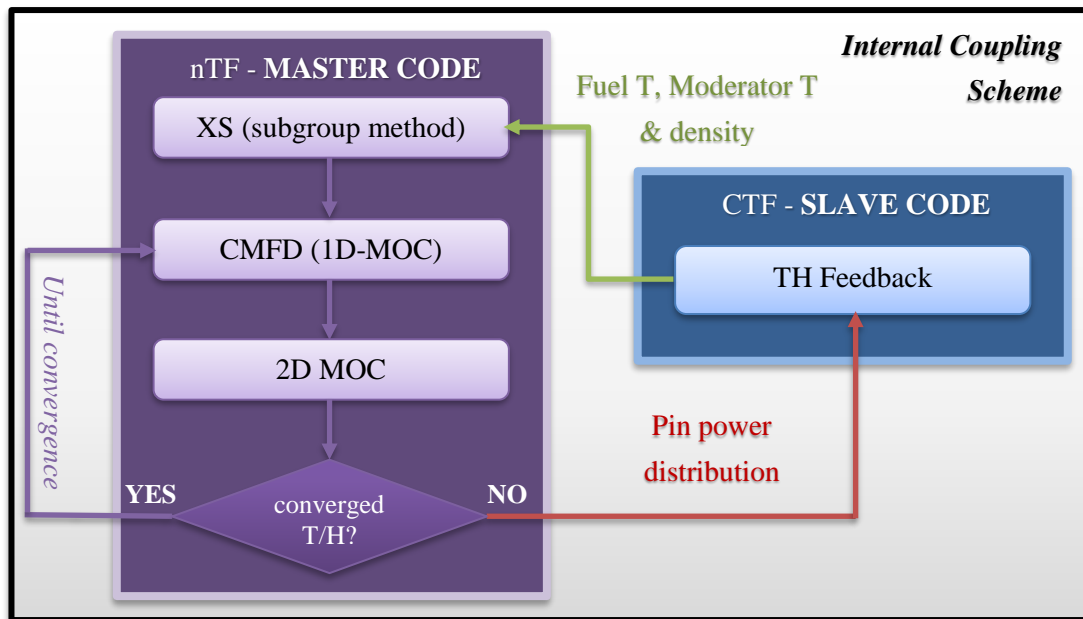 Internal Coupling
Scheme
nTF - MASTER CODE
XS (subgroup method)
CMFD (1D-MOC)
2D MOC
converged
T/H?
YES
NO
Until convergence
Fuel T, Moderator T
& density
CTF - SLAVE CODE
TH Feedback
Pin power
distribution